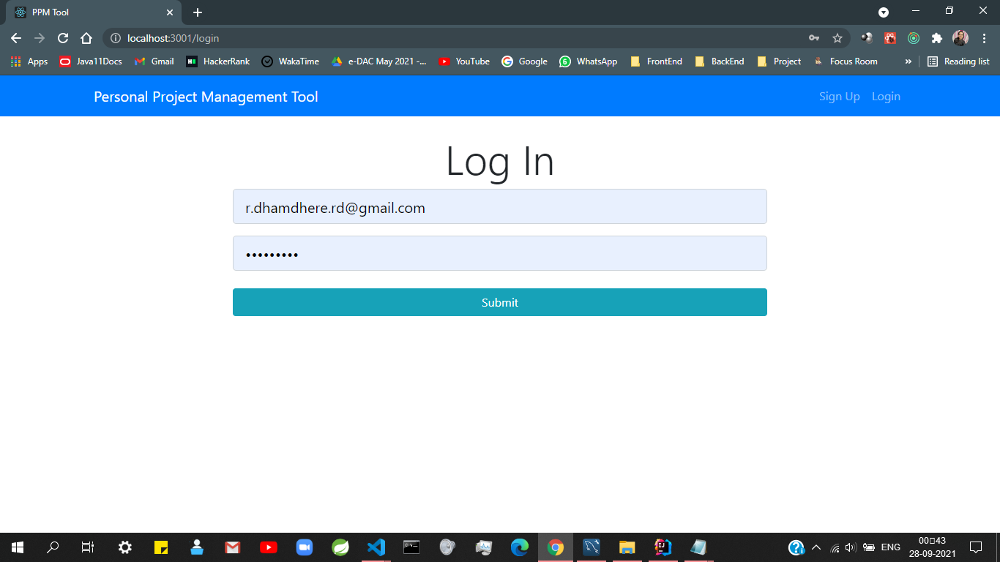 PPM Tool
localhost:3001/login
Apps Java11Docs Gmail HackerRank WakaTime e-DAC May 2021 -... YouTube Google WhatsApp FrontEnd BackEnd Project Focus Room » Reading list
Personal Project Management Tool Sign Up Login
Log In
r.dhamdhere.rd@gmail.com
•••••••••
Submit
ENG
00▯43
28-09-2021